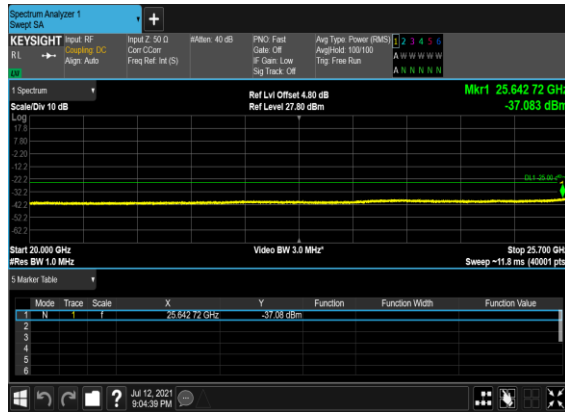 Spectrum Analyzer 1
Swept SA
+
KEYSIGHT Input: RF Input Z: 50 Ω #Atten: 40 dB PNO: Fast Avg Type: Power (RMS) 1 2 3 4 5 6
RL Coupling: DC Corr CCorr Gate: Off Avg|Hold: 100/100 A W W W W W
Align: Auto Freq Ref: Int (S) IF Gain: Low Trig: Free Run
Sig Track: Off A N N N N N
1 Spectrum Ref Lvl Offset 4.80 dB Mkr1 25.642 72 GHz
Scale/Div 10 dB Ref Level 27.80 dBm -37.083 dBm
Log
17.8
7.80
-2.20
-12.2
-22.2 DL1 -25.00
-32.2
-42.2
-52.2
-62.2
Start 20.000 GHz Video BW 3.0 MHz* Stop 25.700 GH
#Res BW 1.0 MHz Sweep ~11.8 ms (40001 pts
5 Marker Table
Mode Trace Scale X Y Function Function Width Function Value
1 N 1 f 25.642 72 GHz -37.08 dBm
2
3
4
5
6
? Jul 12, 2021
9:04:39 PM